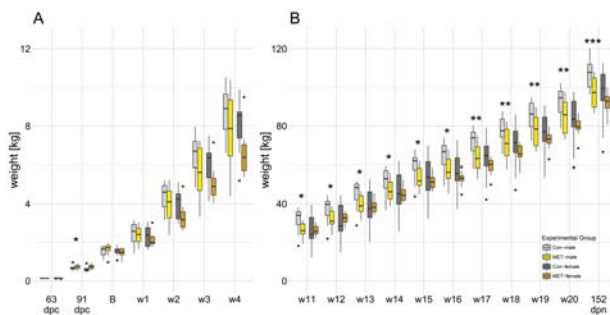 A
B
weight [kg]
12
8
4
0
*
63 dpc
91 dpc
B
w1
w2
w3
w4
weight [kg]
120
80
40
0
*
*
*
*
*
*
**
**
**
**
***
w11
w12
w13
w14
w15
w16
w17
w18
w19
w20
152 dpn
Experimental Group
Con-male
MET-male
Con-female
MET-female